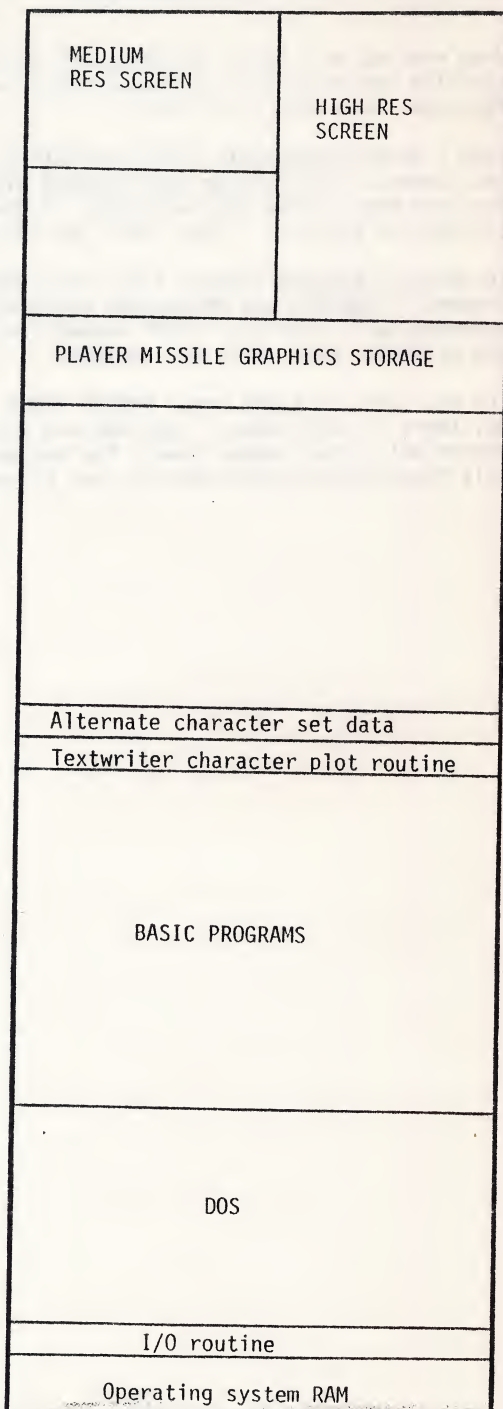 MEDIUM
RES SCREEN
HIGH RES
SCREEN
PLAYER MISSILE GRAPHICS STORAGE
Alternate character set data
Textwriter character plot routine
BASIC PROGRAMS
DOS
I/O routine
Operating system RAM